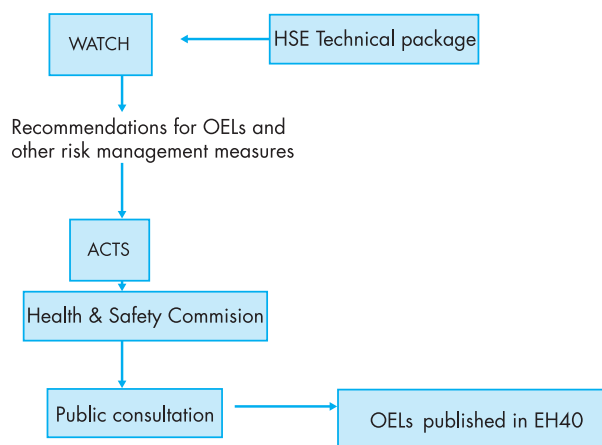 WATCH
HSE Technical package
Recommendations for OELs and
other risk management measures
ACTS
Health & Safety Commision
Public consultation
OELs published in EH40